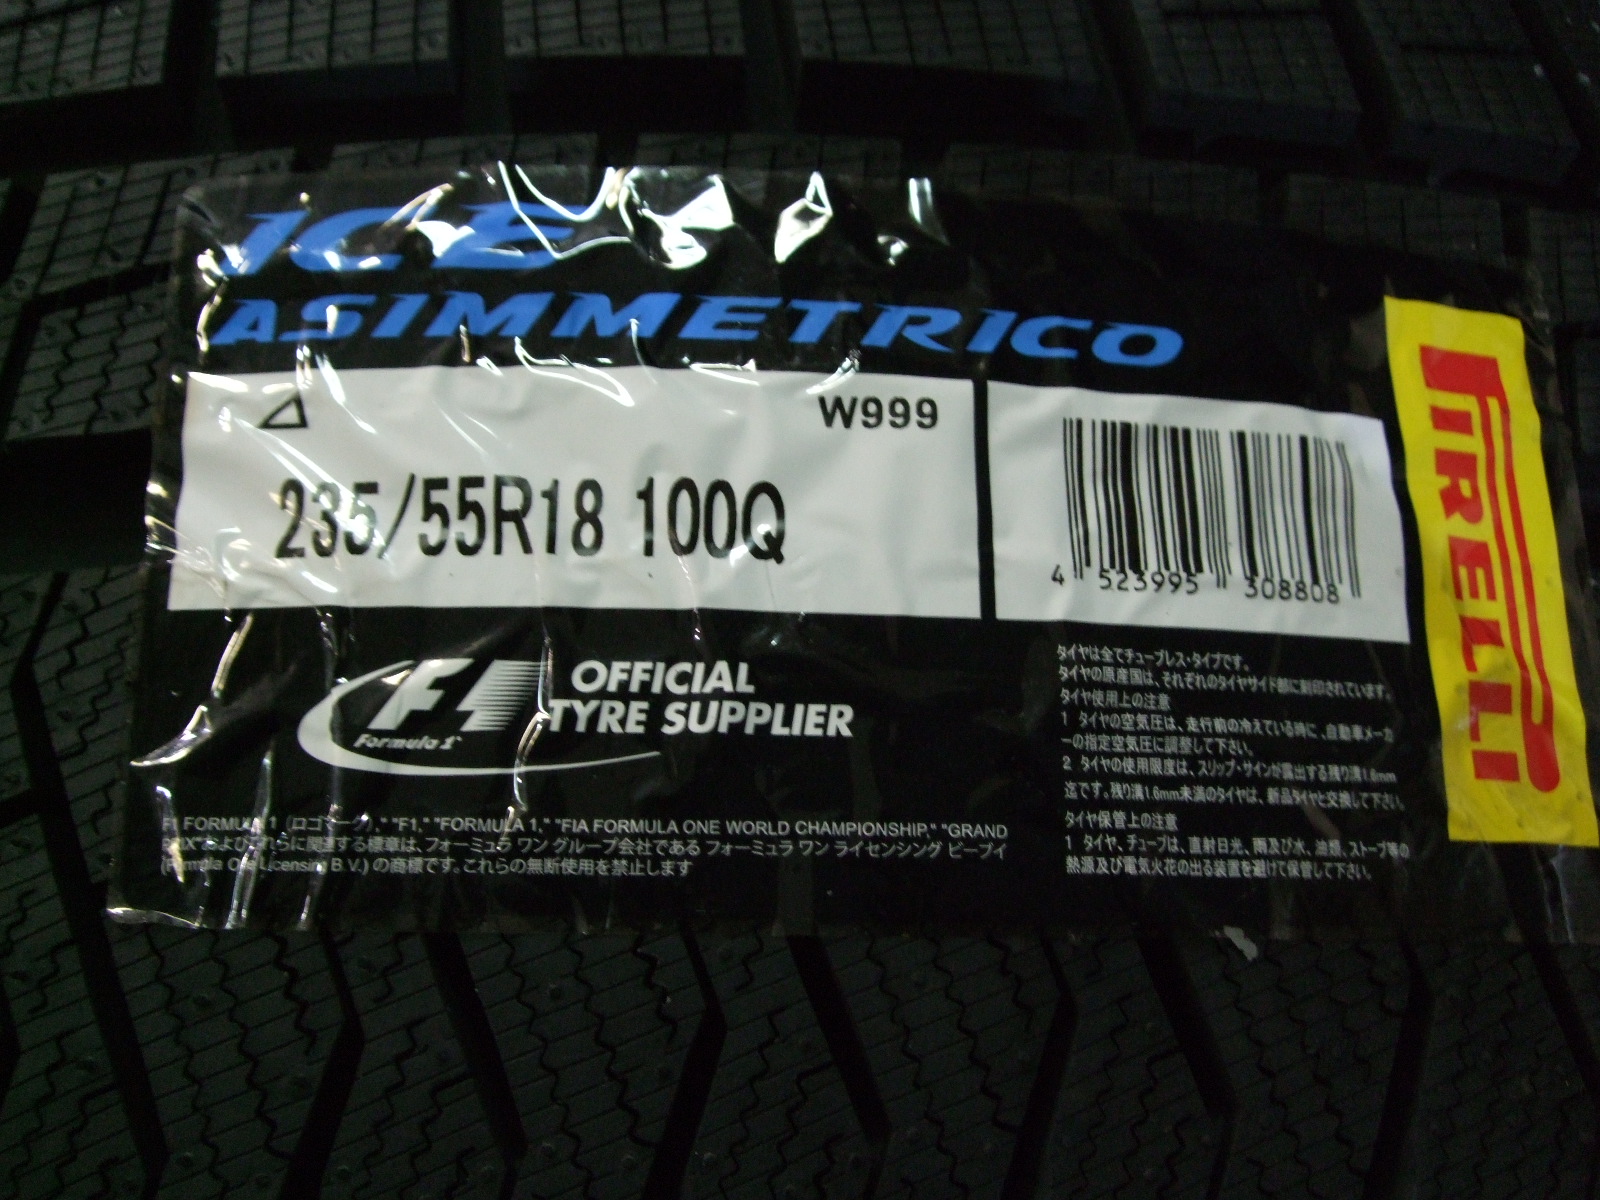 ICE
ASIMMETRICO
W999
235/55R18 100Q
4 523995 308808
PIRELLI
F1
Formula 1
OFFICIAL
TYRE SUPPLIER
タイヤは全てチューブレス・タイプです。
タイヤの原産国は、それぞれのタイヤサイド部に刻印されています。
タイヤ使用上の注意
1 タイヤの空気圧は、走行前の冷えている時に、自動車メーカ
ーの指定空気圧に調整して下さい。
2 タイヤの使用限度は、スリップ・サインが露出する残り溝1.6mm
迄です。残り溝1.6mm未満のタイヤは、新品タイヤと交換して下さい。
タイヤ保管上の注意
1 タイヤ、チューブは、直射日光、雨及び水、油類、ストーブ等の
熱源及び電気火花の出る装置を避けて保管して下さい。
F1 FORMULA 1 (ロゴマーク)," "F1," "FORMULA 1," "FIA FORMULA ONE WORLD CHAMPIONSHIP," "GRAND
PRIX"およびこれらに関連する標章は、フォーミュラ ワン グループ会社である フォーミュラ ワン ライセンシング ビーブイ
(Formula One Licensing B.V.) の商標です。これらの無断使用を禁止します